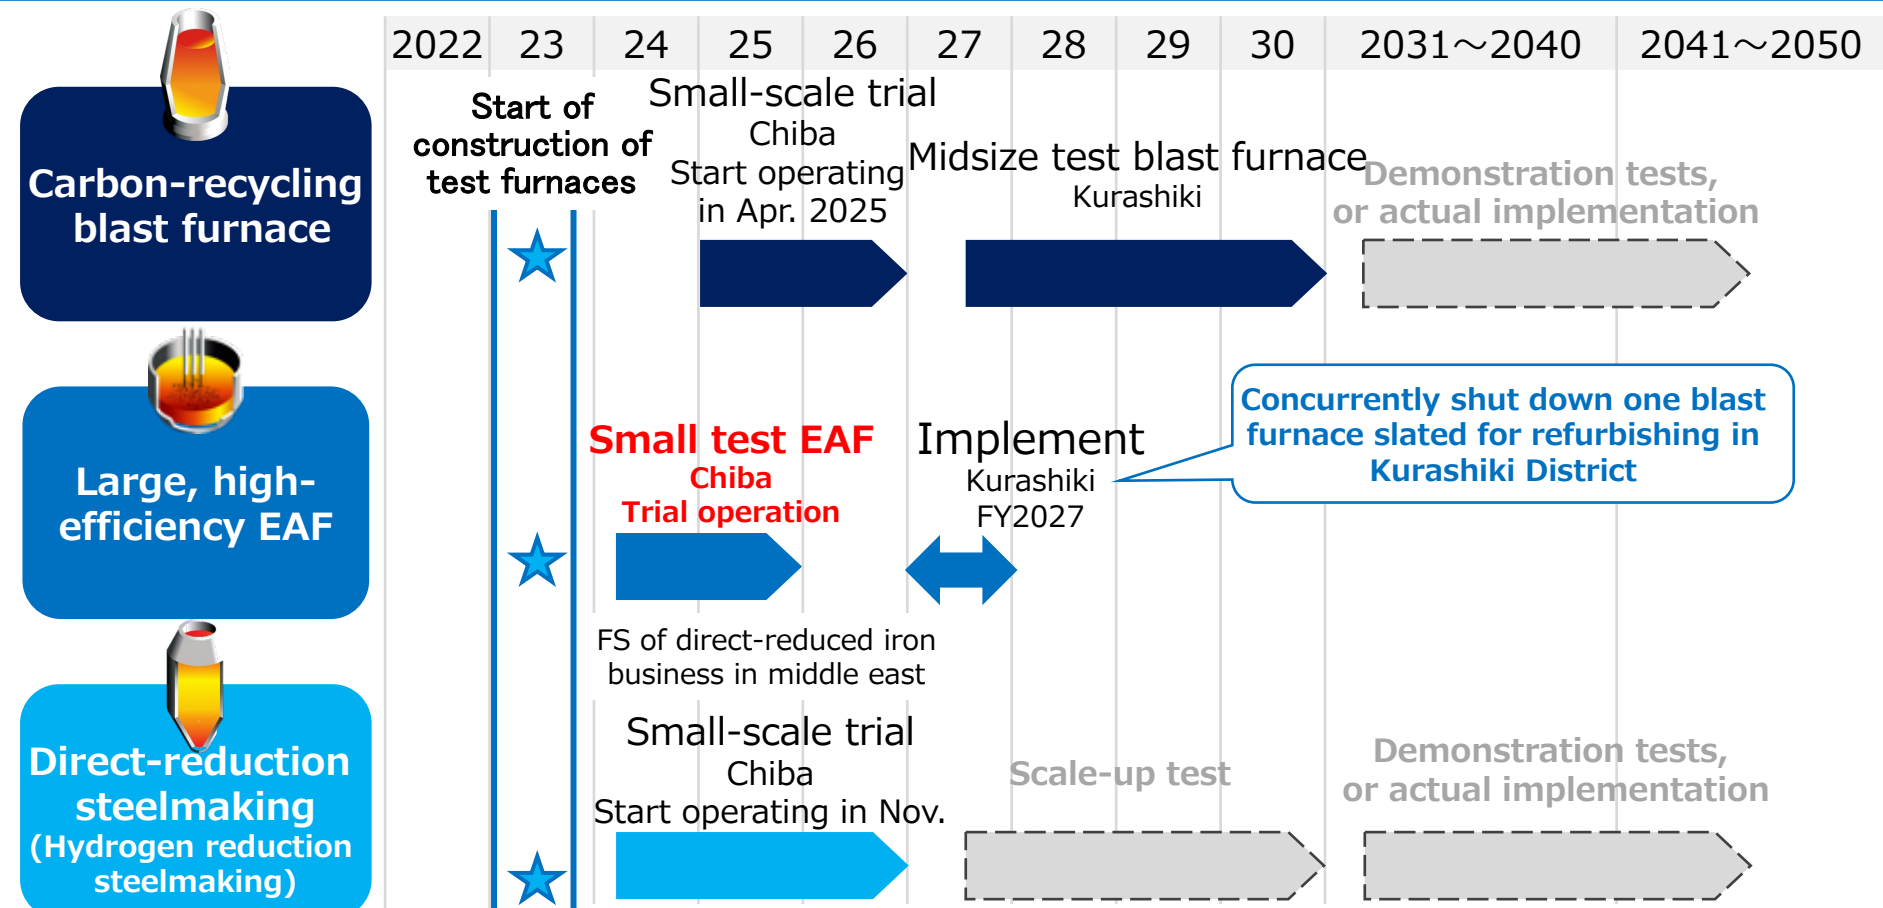 2022 23 24 25 26 27 28 29 30 2031～2040 2041～2050
Carbon-recycling
blast furnace
Start of
construction of
test furnaces
Small-scale trial
Chiba
Start operating
in Apr. 2025
Midsize test blast furnace
Kurashiki
Demonstration tests,
or actual implementation
Large, high-
efficiency EAF
Small test EAF
Chiba
Trial operation
Implement
Kurashiki
FY2027
Concurrently shut down one blast
furnace slated for refurbishing in
Kurashiki District
FS of direct-reduced iron
business in middle east
Direct-reduction
steelmaking
(Hydrogen reduction
steelmaking)
Small-scale trial
Chiba
Start operating in Nov.
Scale-up test
Demonstration tests,
or actual implementation